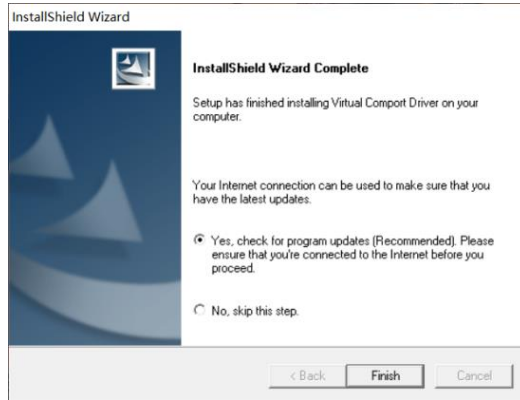 InstallShield Wizard
InstallShield Wizard Complete
Setup has finished installing Virtual Comport Driver on your
computer.
Your Internet connection can be used to make sure that you
have the latest updates.
Yes, check for program updates (Recommended). Please
ensure that you're connected to the Internet before you
proceed.
No, skip this step.
< Back
Finish
Cancel